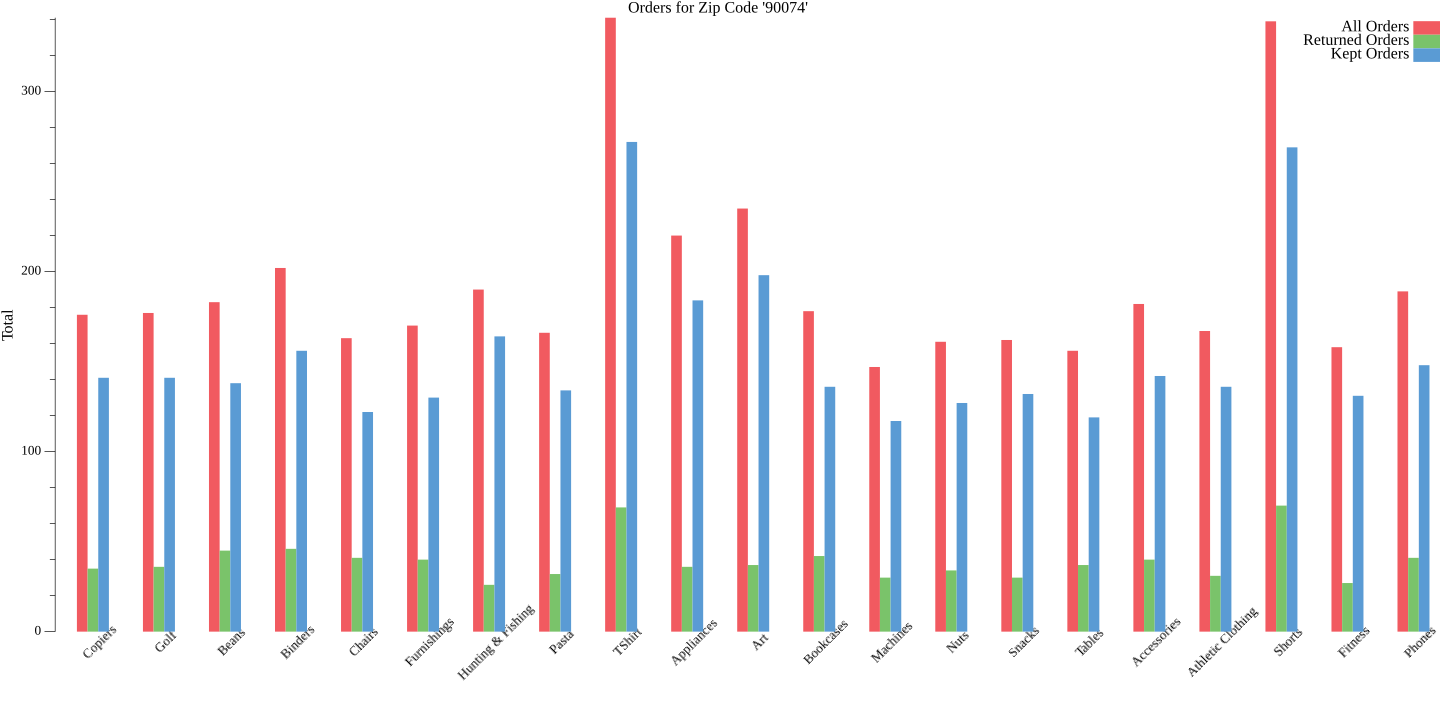 Orders for Zip Code '90074'
All Orders
Returned Orders
Kept Orders
Total
300
200
100
0
Copiers
Golf
Beans
Binders
Chairs
Furnishings
Hunting & Fishing
Pasta
TShirt
Appliances
Art
Bookcases
Machines
Nuts
Snacks
Tables
Accessories
Athletic Clothing
Shorts
Fitness
Phones